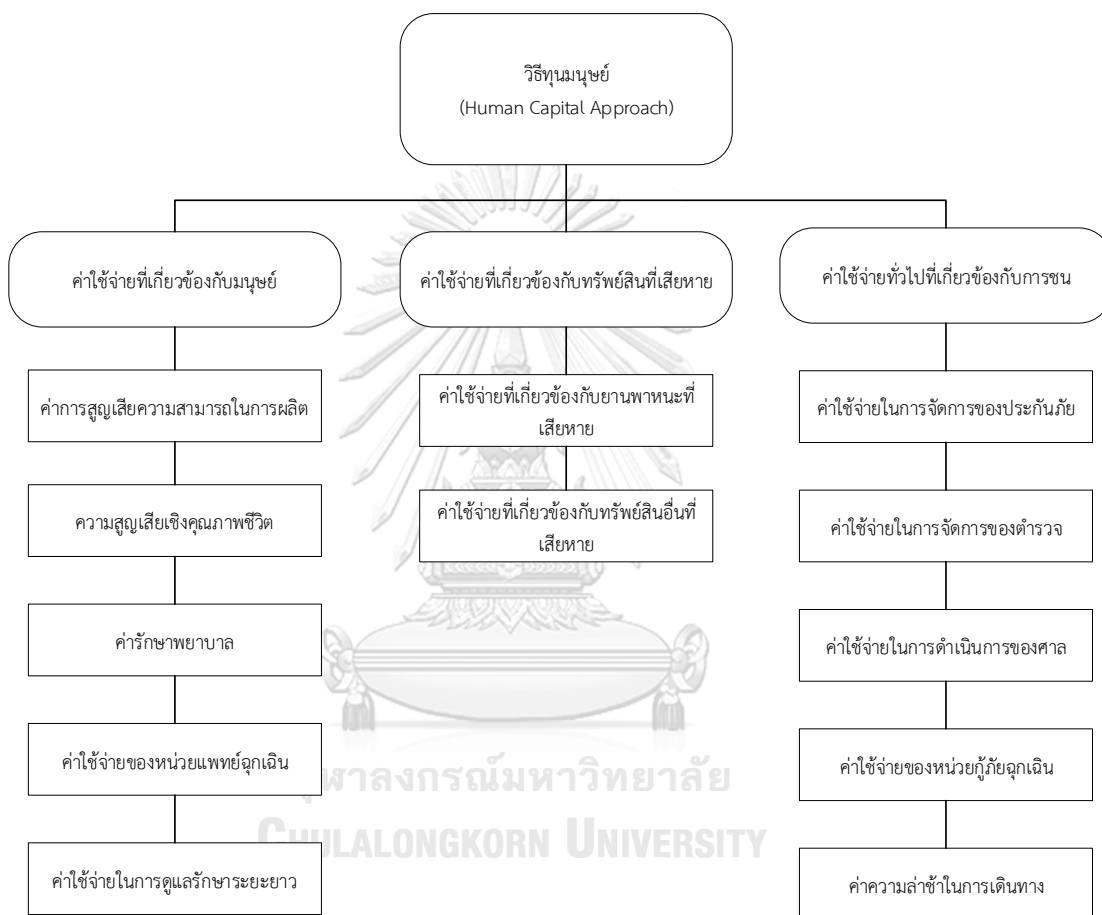 วิธีทุนมนุษย์
(Human Capital Approach)
ค่าใช้จ่ายที่เกี่ยวข้องกับมนุษย์
ค่าการสูญเสียความสามารถในการผลิต
ความสูญเสียเชิงคุณภาพชีวิต
ค่ารักษาพยาบาล
ค่าใช้จ่ายของหน่วยแพทย์ฉุกเฉิน
ค่าใช้จ่ายในการดูแลรักษาระยะยาว
ค่าใช้จ่ายที่เกี่ยวข้องกับทรัพย์สินที่เสียหาย
ค่าใช้จ่ายที่เกี่ยวข้องกับยานพาหนะที่
เสียหาย
ค่าใช้จ่ายที่เกี่ยวข้องกับทรัพย์สินอื่นที่
เสียหาย
ค่าใช้จ่ายทั่วไปที่เกี่ยวข้องกับการชน
ค่าใช้จ่ายในการจัดการของประกันภัย
ค่าใช้จ่ายในการจัดการของตำรวจ
ค่าใช้จ่ายในการดำเนินการของศาล
ค่าใช้จ่ายของหน่วยกู้ภัยฉุกเฉิน
ค่าความล่าช้าในการเดินทาง
จุฬาลงกรณ์มหาวิทยาลัย
CHULALONGKORN UNIVERSITY